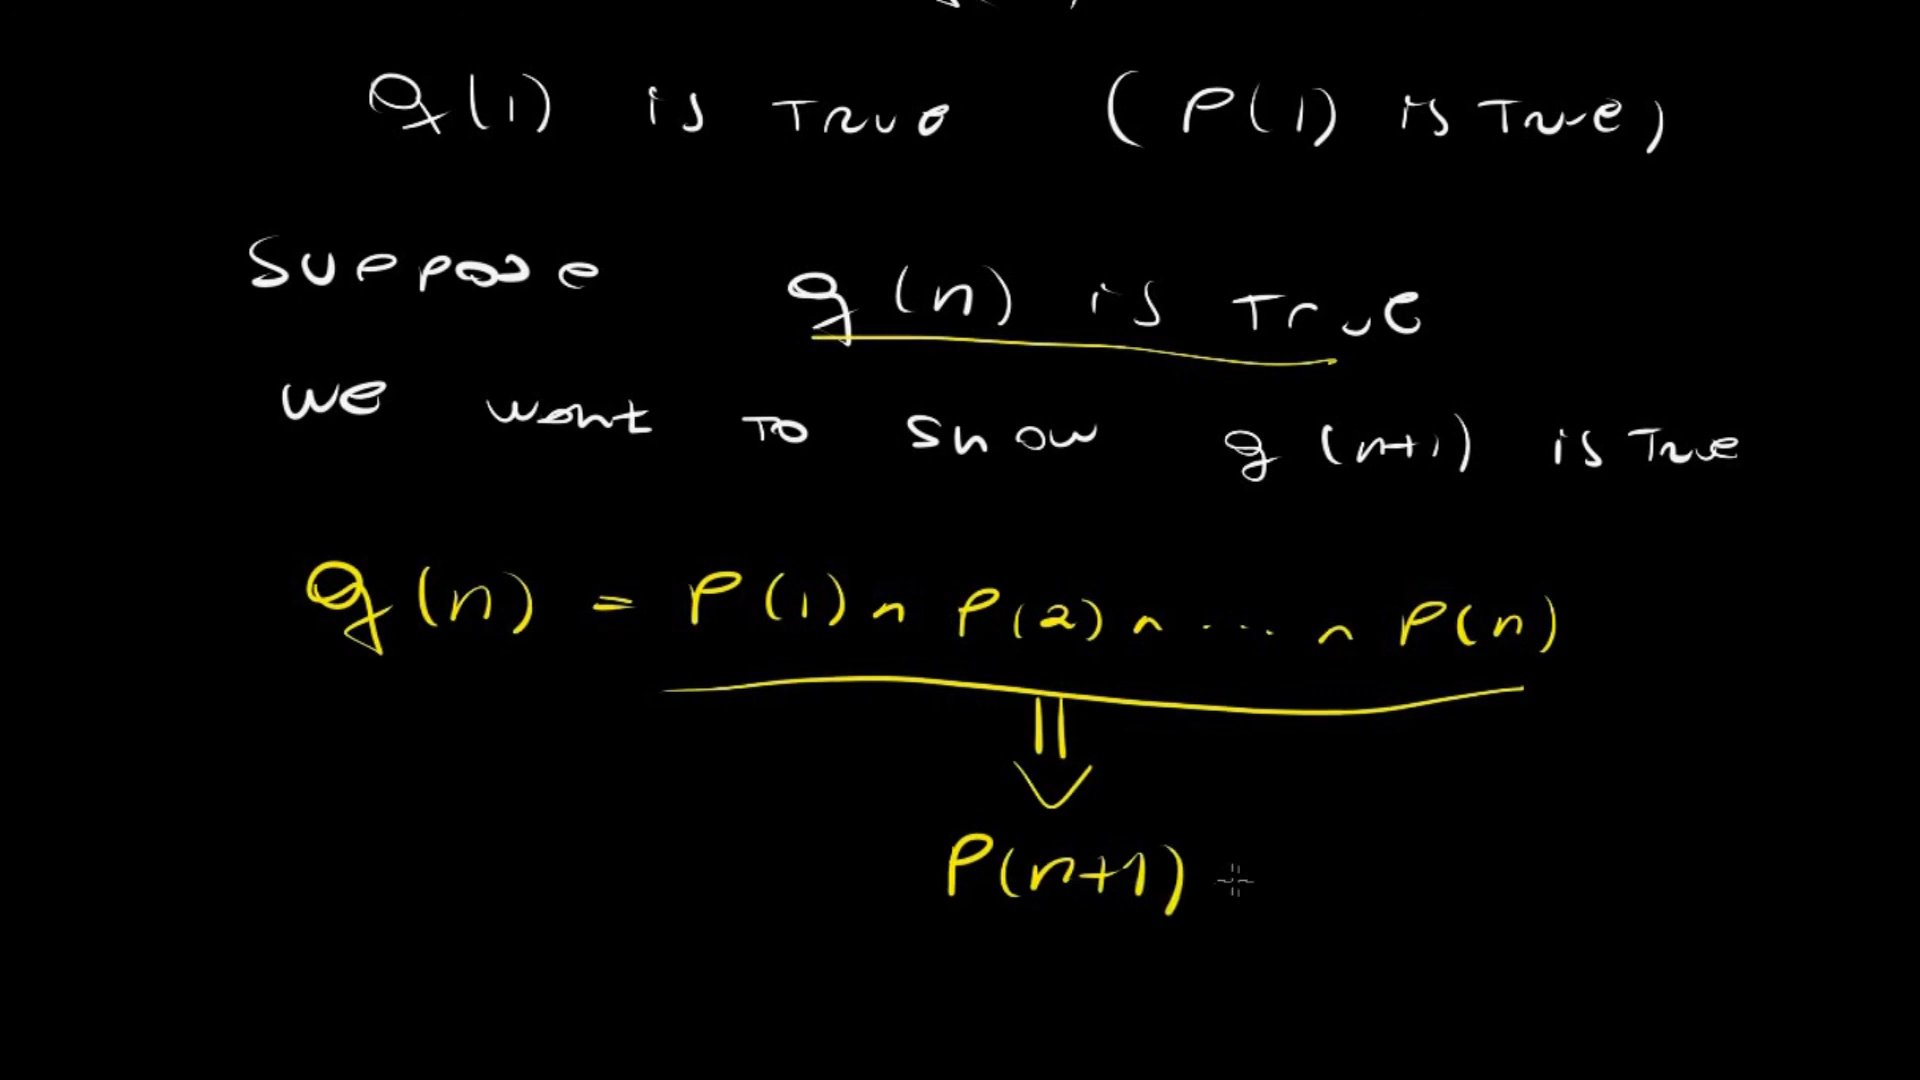 q(1) is True (P(1) is True)
Suppose q(n) is True
we want to show q(n+1) is True
q(n) = P(1) ∧ P(2) ∧ ... ∧ P(n)
⇓
P(n+1)